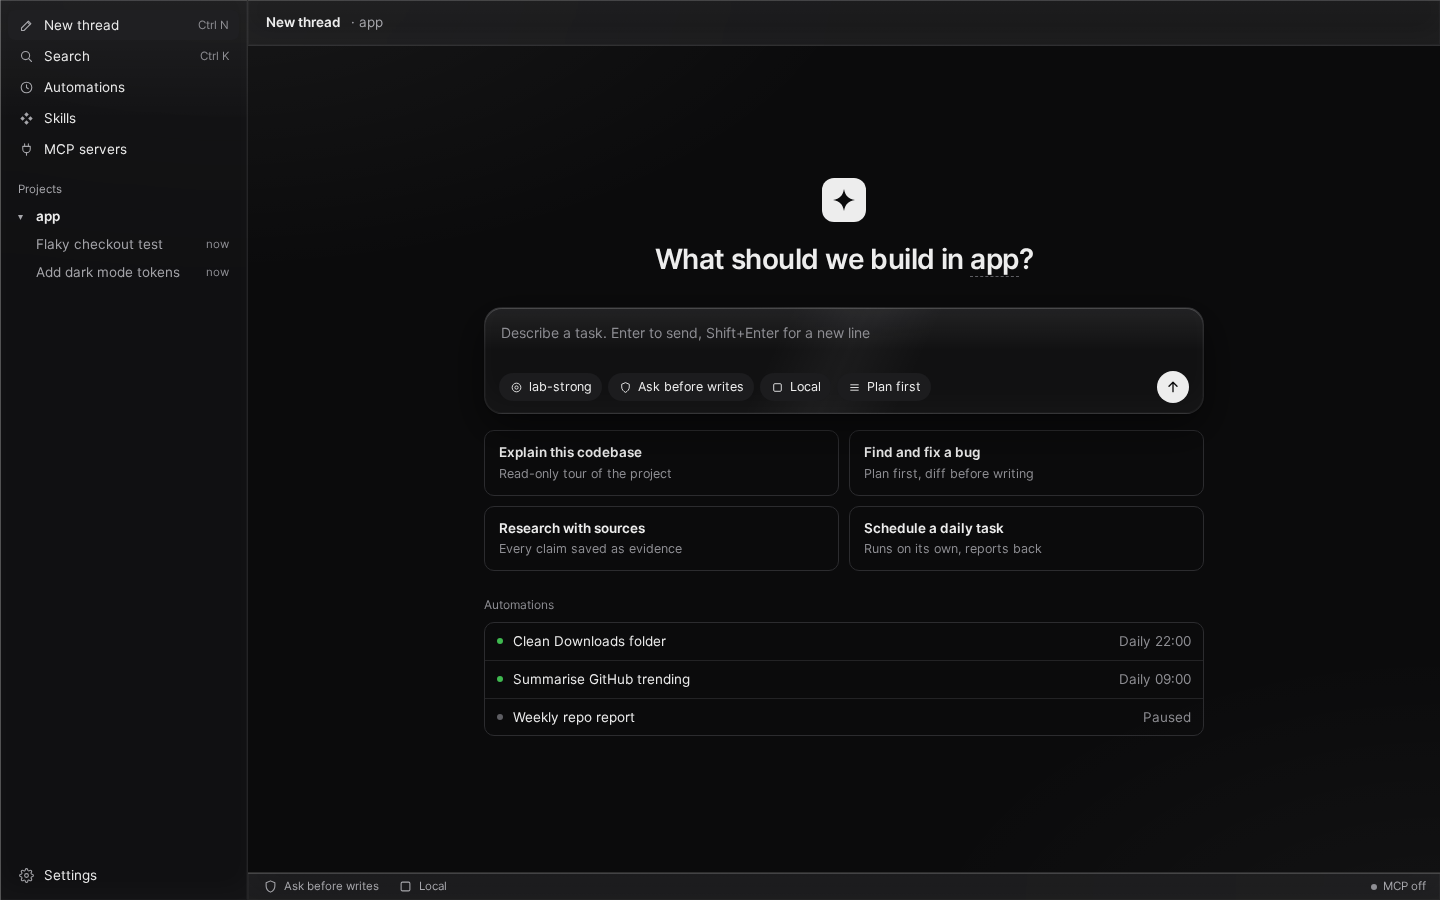 New thread Ctrl N
Search Ctrl K
Automations
Skills
MCP servers
Projects
app
Flaky checkout test now
Add dark mode tokens now
Settings
New thread · app
What should we build in app?
Describe a task. Enter to send, Shift+Enter for a new line
lab-strong Ask before writes Local Plan first
Explain this codebase
Read-only tour of the project
Find and fix a bug
Plan first, diff before writing
Research with sources
Every claim saved as evidence
Schedule a daily task
Runs on its own, reports back
Automations
Clean Downloads folder Daily 22:00
Summarise GitHub trending Daily 09:00
Weekly repo report Paused
Ask before writes Local MCP off